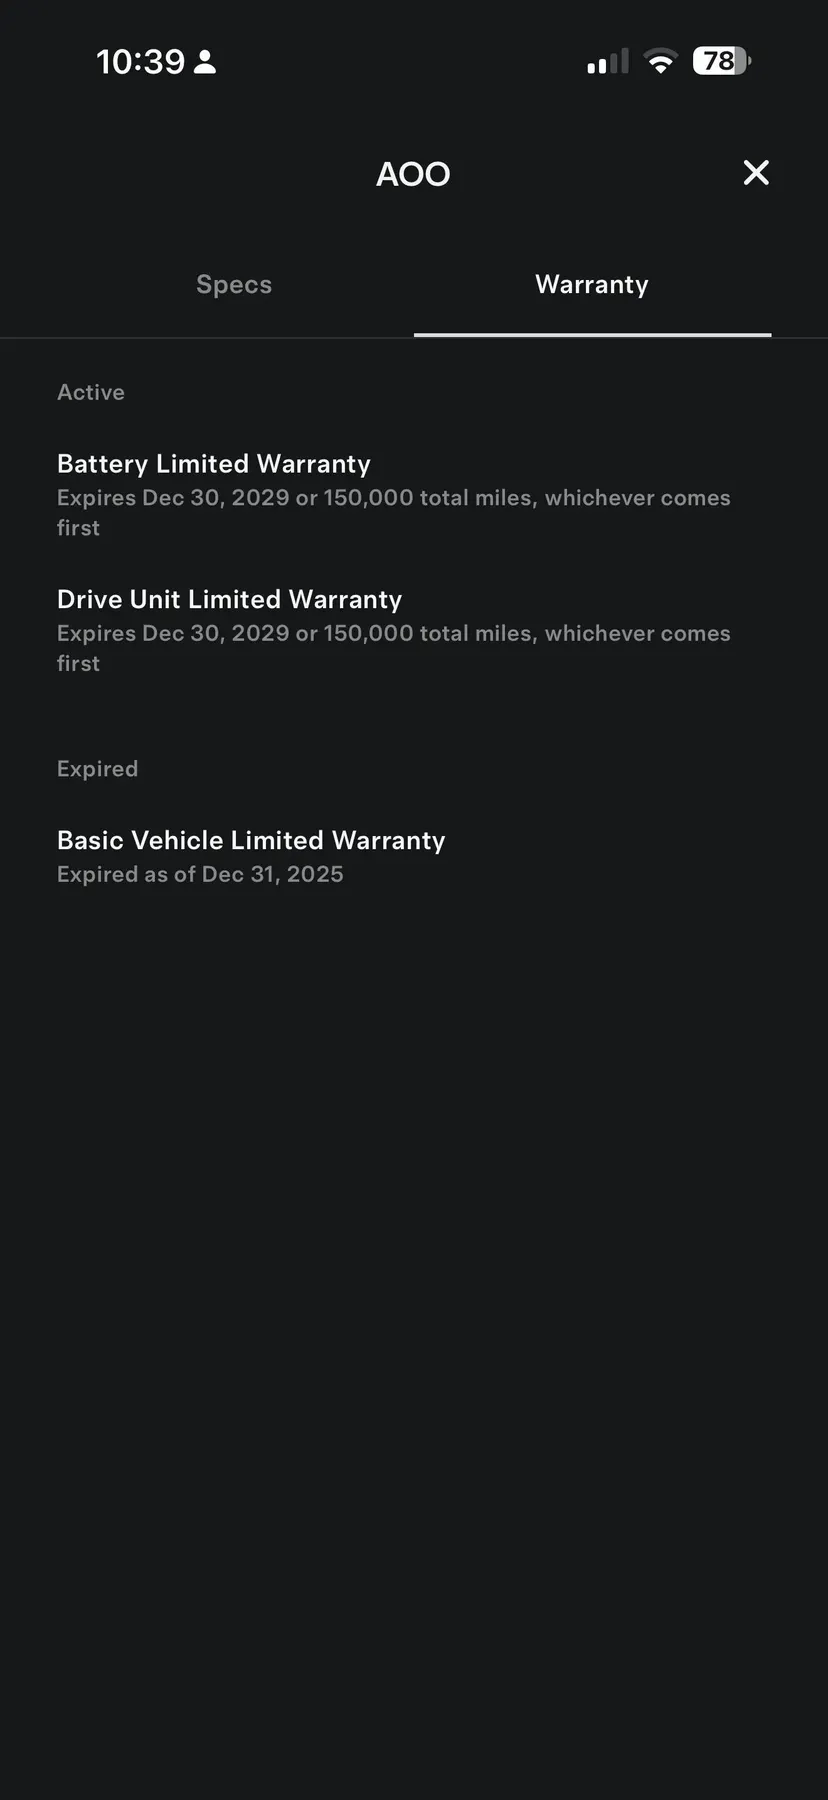 10:39
78
AOO
Specs
Warranty
Active
Battery Limited Warranty
Expires Dec 30, 2029 or 150,000 total miles, whichever comes
first
Drive Unit Limited Warranty
Expires Dec 30, 2029 or 150,000 total miles, whichever comes
first
Expired
Basic Vehicle Limited Warranty
Expired as of Dec 31, 2025